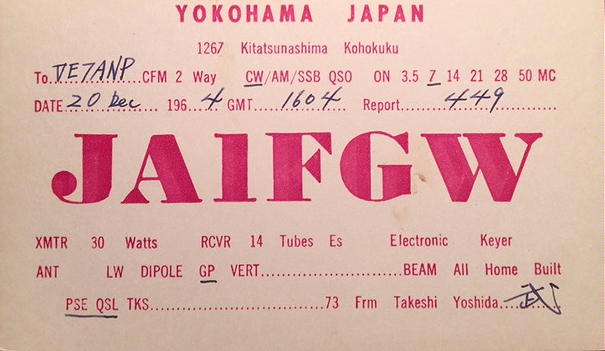 YOKOHAMA JAPAN
1267 Kitatsunashima Kohokuku
To. VE7ANP CFM 2 Way CW/AM/SSB QSO ON 3.5 7 14 21 28 50 MC
DATE 20 Dec 1964 GMT 1604 Report 449
JA1FGW
XMTR 30 Watts RCVR 14 Tubes Es Electronic Keyer
ANT LW DIPOLE GP VERT BEAM All Home Built
PSE QSL TKS 73 Frm Takeshi Yoshida 武